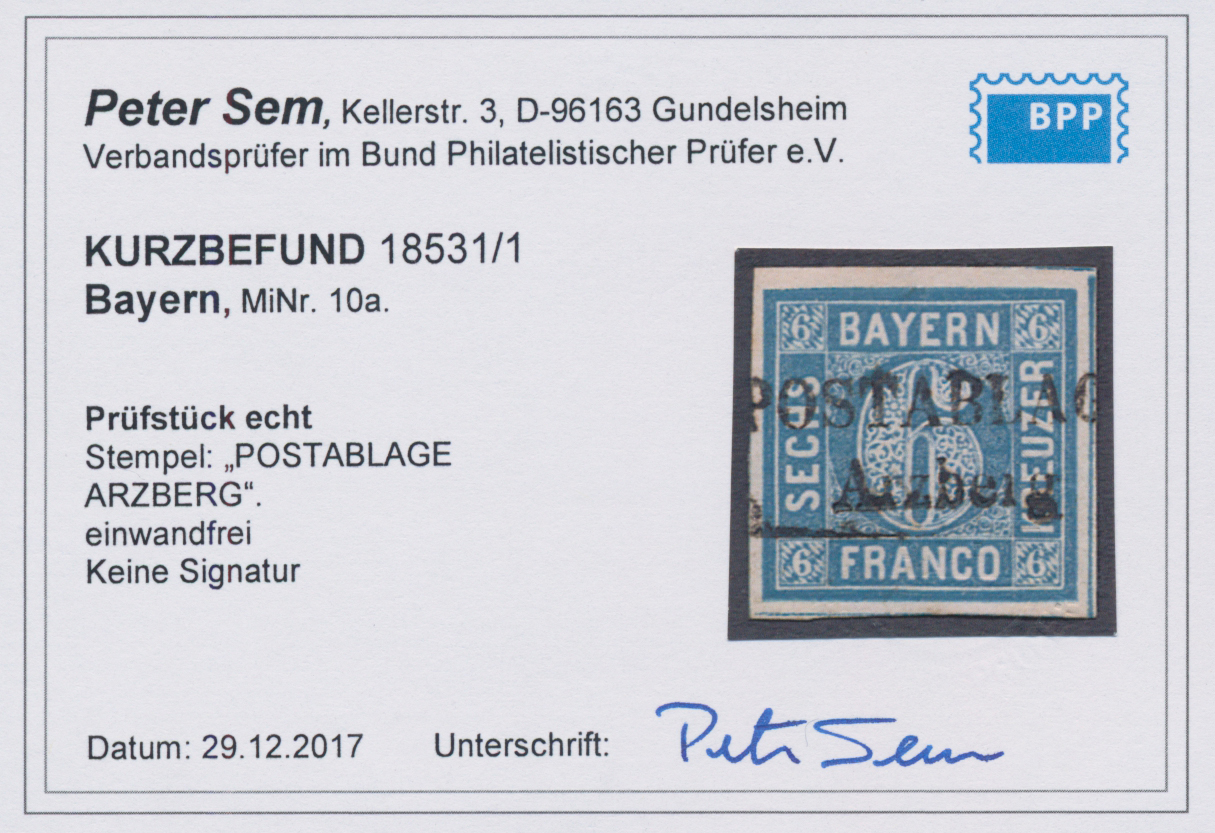 Peter Sem, Kellerstr. 3, D-96163 Gundelsheim
Verbandsprüfer im Bund Philatelistischer Prüfer e.V.
BPP
KURZBEFUND 18531/1
Bayern, MiNr. 10a.
Prüfstück echt
Stempel: „POSTABLAGE
ARZBERG“.
einwandfrei
Keine Signatur
6 BAYERN 6
SECHS
6
KREUZER
POSTABLAG
Arzberg
6 FRANCO 6
Datum: 29.12.2017 Unterschrift: Peter Sem